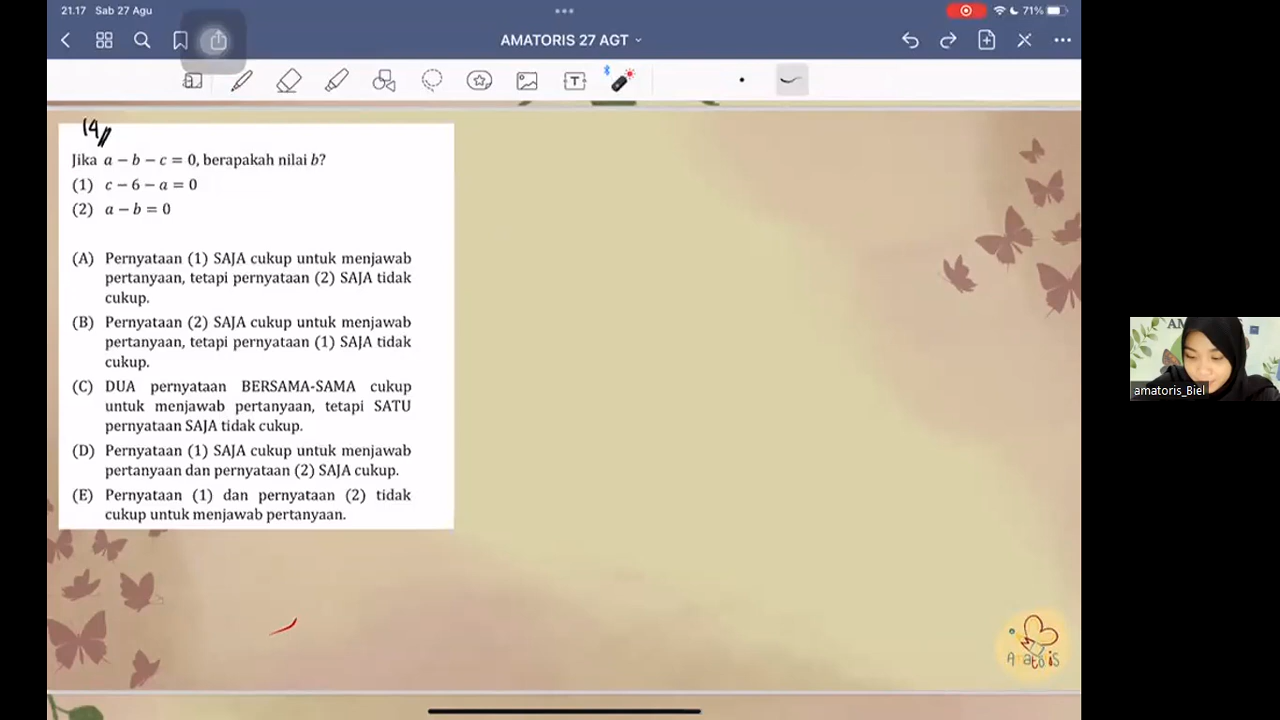 21.17 Sab 27 Agu
71%
AMATORIS 27 AGT
14//
Jika a − b − c = 0, berapakah nilai b?
(1) c − 6 − a = 0
(2) a − b = 0
(A) Pernyataan (1) SAJA cukup untuk menjawab
pertanyaan, tetapi pernyataan (2) SAJA tidak
cukup.
(B) Pernyataan (2) SAJA cukup untuk menjawab
pertanyaan, tetapi pernyataan (1) SAJA tidak
cukup.
(C) DUA pernyataan BERSAMA-SAMA cukup
untuk menjawab pertanyaan, tetapi SATU
pernyataan SAJA tidak cukup.
(D) Pernyataan (1) SAJA cukup untuk menjawab
pertanyaan dan pernyataan (2) SAJA cukup.
(E) Pernyataan (1) dan pernyataan (2) tidak
cukup untuk menjawab pertanyaan.
amatoris_Biel
Amatoris